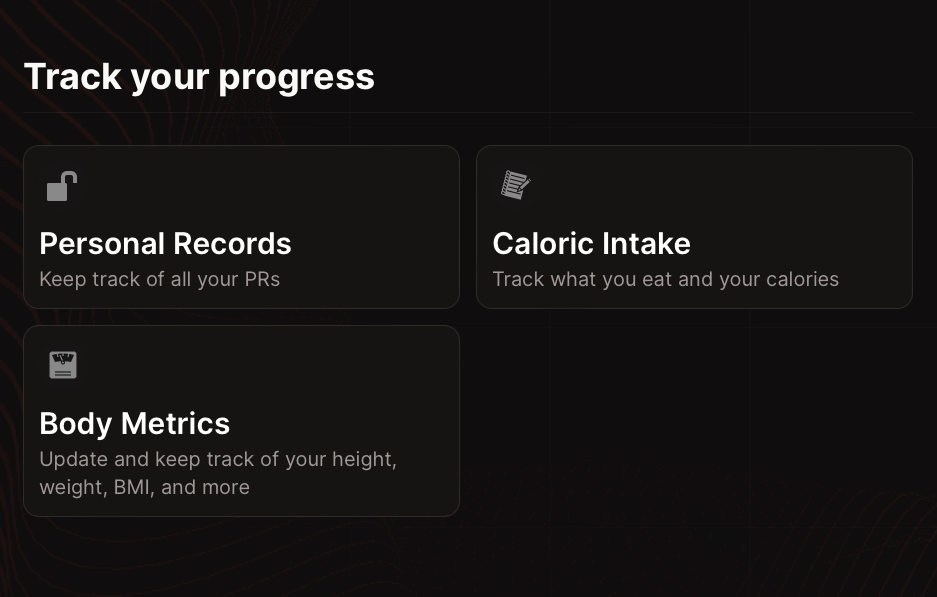 Track your progress
Personal Records
Keep track of all your PRs
Caloric Intake
Track what you eat and your calories
Body Metrics
Update and keep track of your height,
weight, BMI, and more